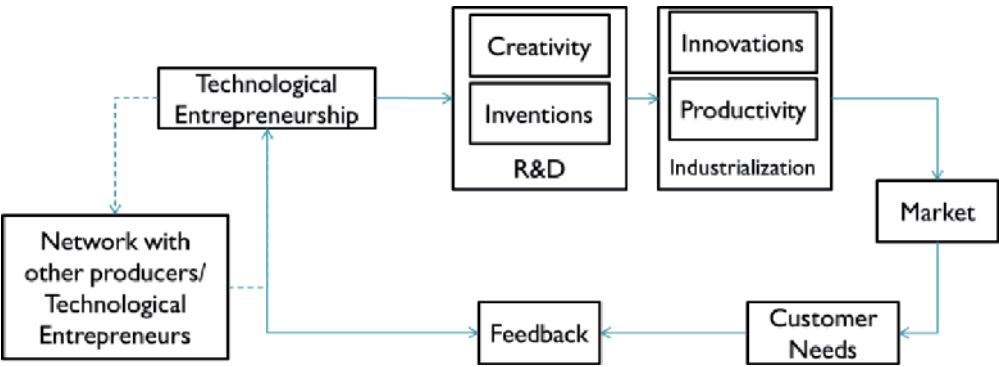 Technological
Entrepreneurship
Creativity
Inventions
R&D
Innovations
Productivity
Industrialization
Market
Network with
other producers/
Technological
Entrepreneurs
Feedback
Customer
Needs